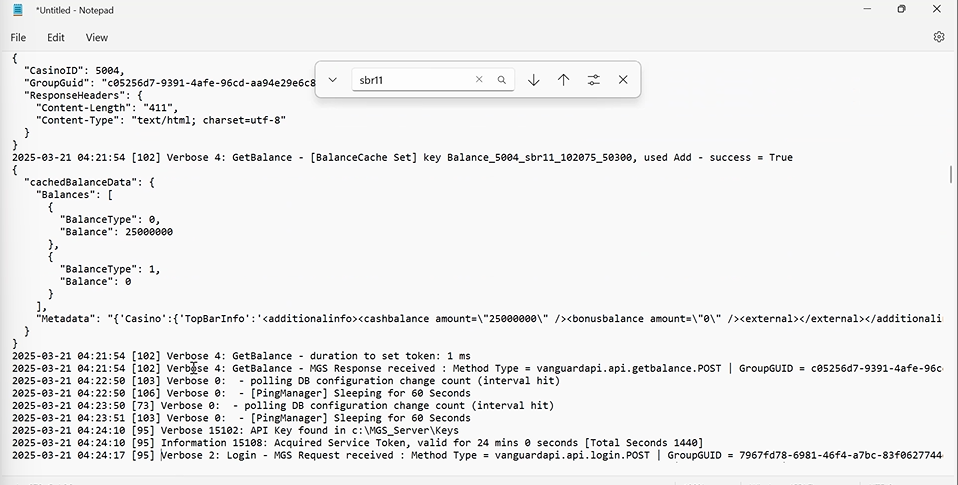 *Untitled - Notepad
File Edit View
sbr11
{
"CasinoID": 5004,
"GroupGuid": "c05256d7-9391-4afe-96cd-aa94e29e6c8
"ResponseHeaders": {
"Content-Length": "411",
"Content-Type": "text/html; charset=utf-8"
}
}
2025-03-21 04:21:54 [102] Verbose 4: GetBalance - [BalanceCache Set] key Balance_5004_sbr11_102075_50300, used Add - success = True
{
"cachedBalanceData": {
"Balances": [
{
"BalanceType": 0,
"Balance": 25000000
},
{
"BalanceType": 1,
"Balance": 0
}
],
"Metadata": "{'Casino':{'TopBarInfo':'<additionalinfo><cashbalance amount=\"25000000\" /><bonusbalance amount=\"0\" /><external></external></additionali
}
}
2025-03-21 04:21:54 [102] Verbose 4: GetBalance - duration to set token: 1 ms
2025-03-21 04:21:54 [102] Verbose 4: GetBalance - MGS Response received : Method Type = vanguardapi.api.getbalance.POST | GroupGUID = c05256d7-9391-4afe-96c
2025-03-21 04:22:50 [103] Verbose 0:  - polling DB configuration change count (interval hit)
2025-03-21 04:22:50 [106] Verbose 0:  - [PingManager] Sleeping for 60 Seconds
2025-03-21 04:23:50 [73] Verbose 0:  - polling DB configuration change count (interval hit)
2025-03-21 04:23:51 [103] Verbose 0:  - [PingManager] Sleeping for 60 Seconds
2025-03-21 04:24:10 [95] Verbose 15102: API Key found in c:\MGS_Server\Keys
2025-03-21 04:24:10 [95] Information 15108: Acquired Service Token, valid for 24 mins 0 seconds [Total Seconds 1440]
2025-03-21 04:24:17 [95] Verbose 2: Login - MGS Request received : Method Type = vanguardapi.api.login.POST | GroupGUID = 7967fd78-6981-46f4-a7bc-83f0627744